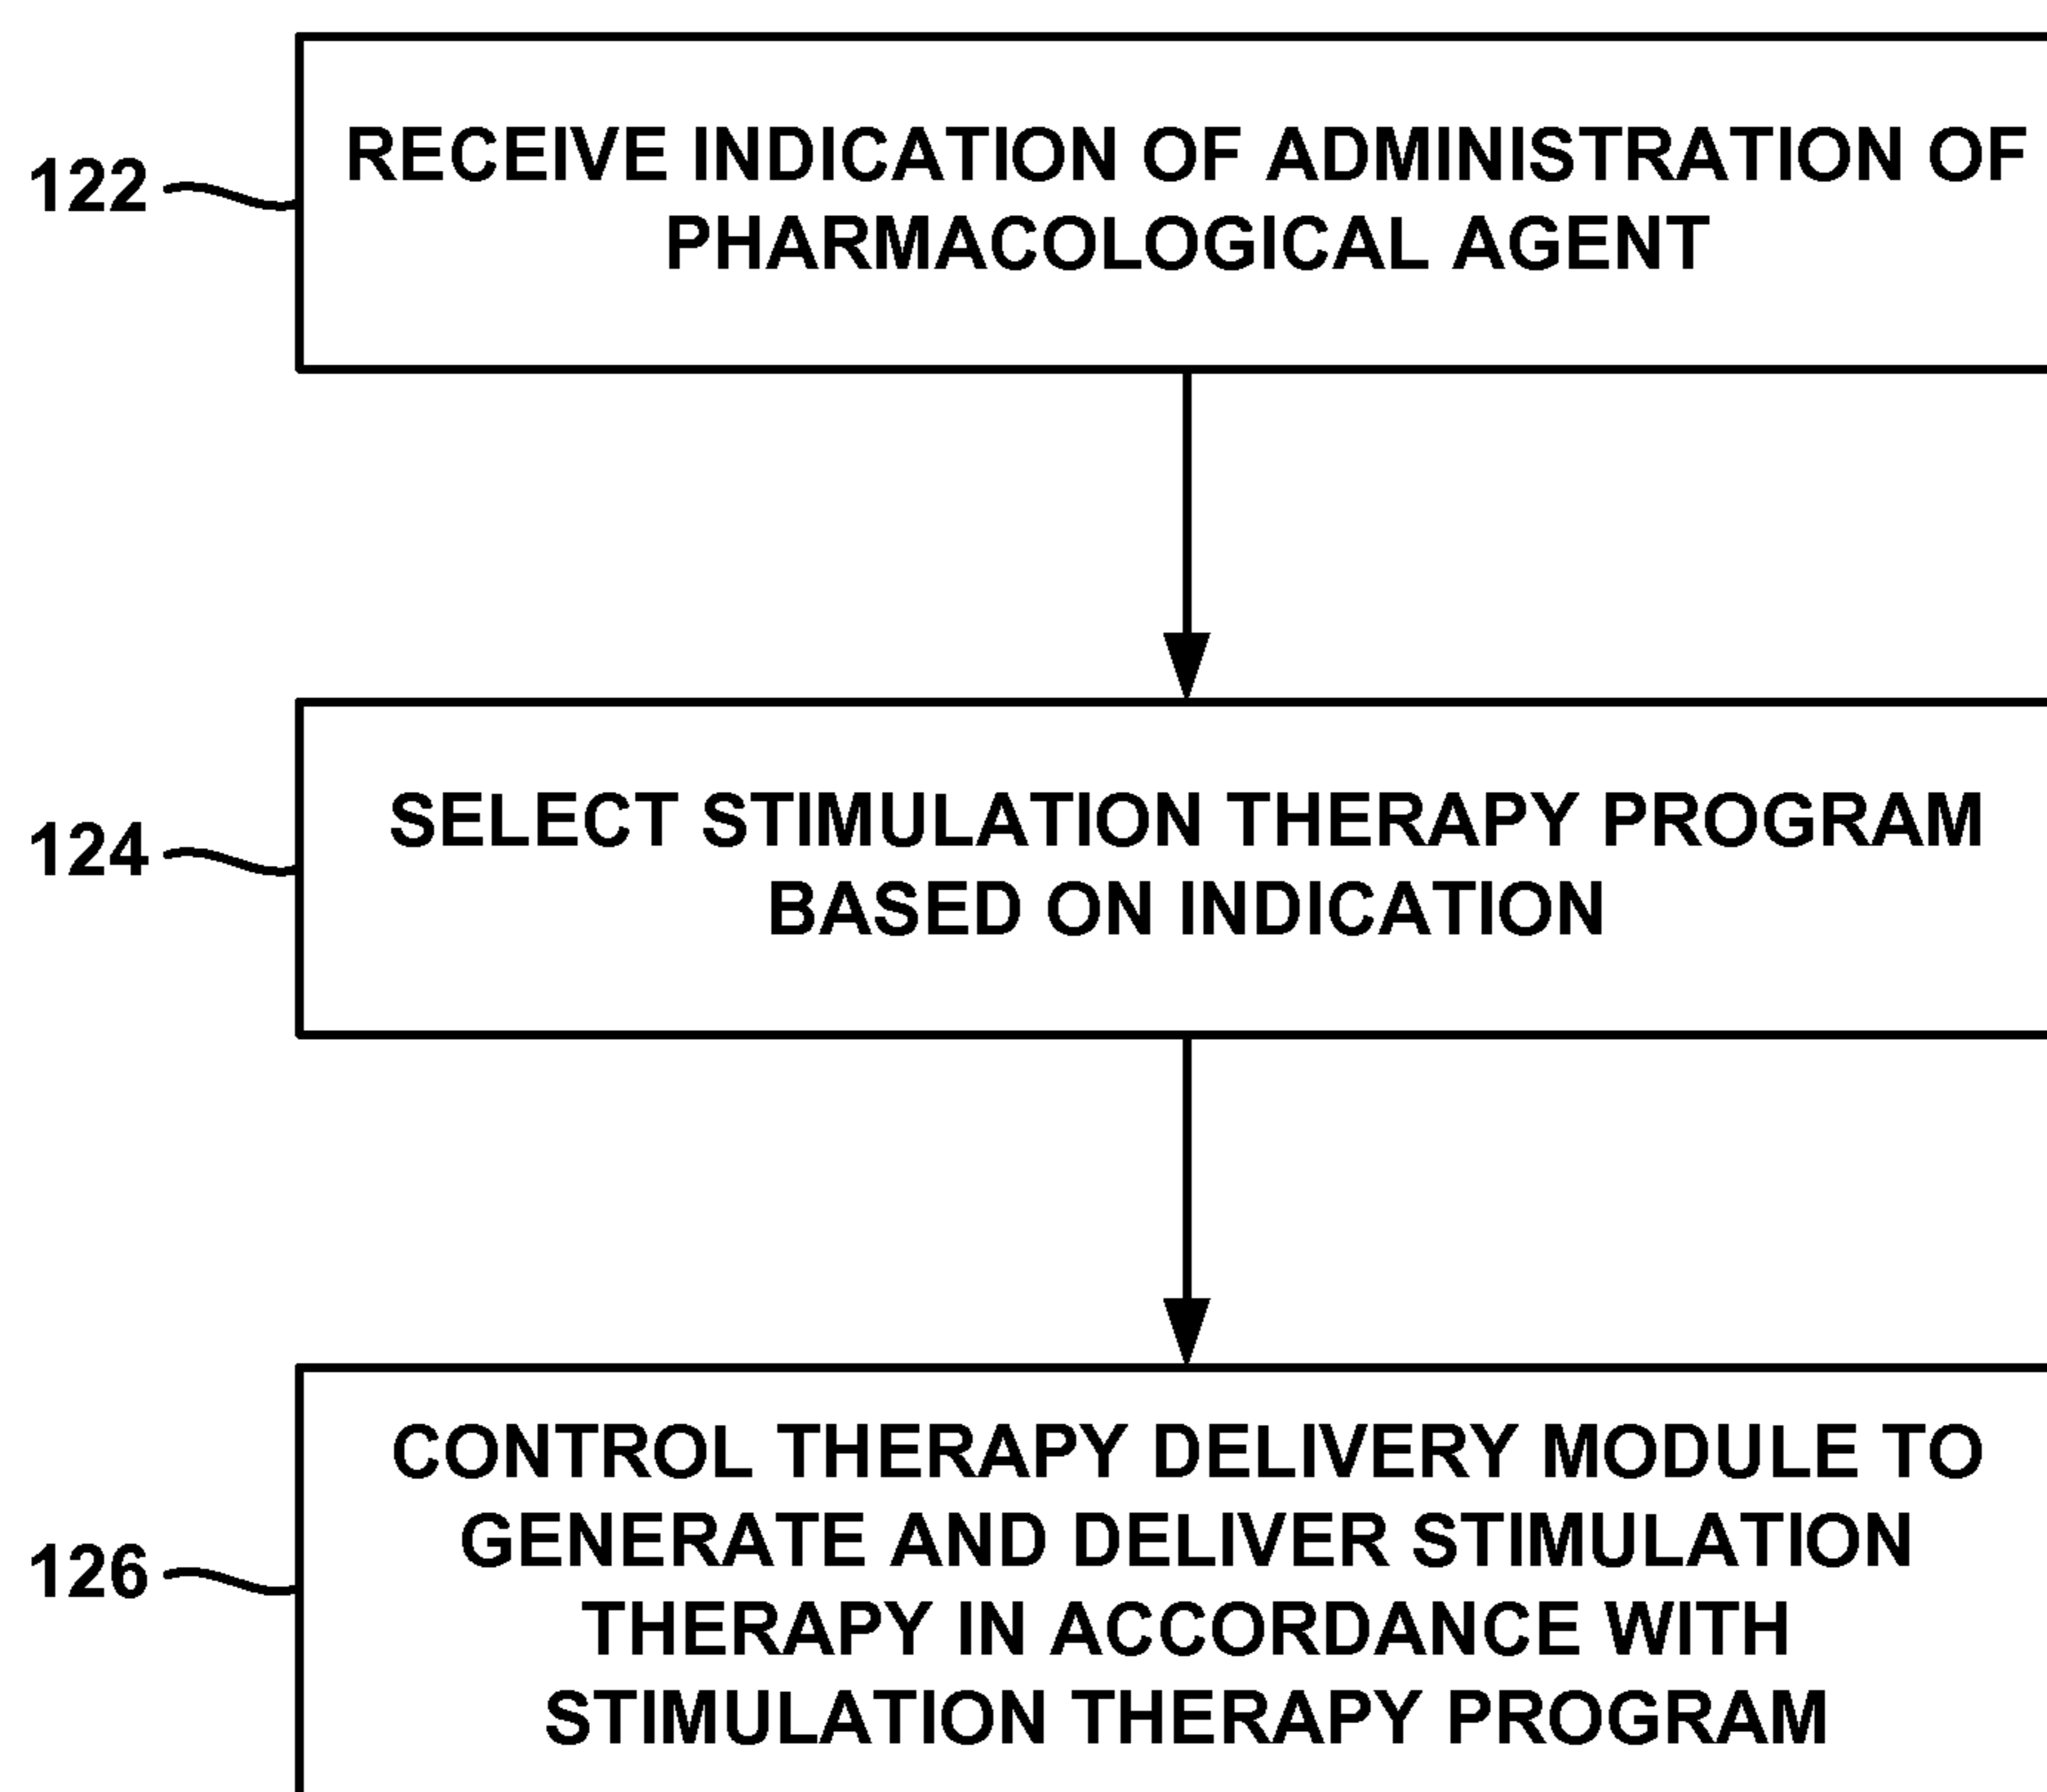 122
RECEIVE INDICATION OF ADMINISTRATION OF
PHARMACOLOGICAL AGENT
124
SELECT STIMULATION THERAPY PROGRAM
BASED ON INDICATION
126
CONTROL THERAPY DELIVERY MODULE TO
GENERATE AND DELIVER STIMULATION
THERAPY IN ACCORDANCE WITH
STIMULATION THERAPY PROGRAM